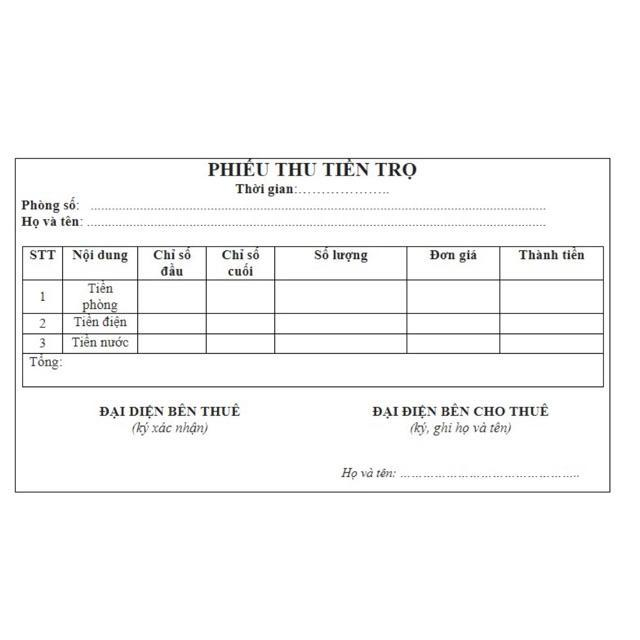 PHIẾU THU TIỀN TRỌ
Thời gian:………………..
Phòng số: ........................................................................................................................................
Họ và tên: ........................................................................................................................................
STT Nội dung Chỉ số đầu Chỉ số cuối Số lượng Đơn giá Thành tiền
1 Tiền phòng
2 Tiền điện
3 Tiền nước
Tổng:
ĐẠI DIỆN BÊN THUÊ ĐẠI ĐIỆN BÊN CHO THUÊ
(ký xác nhận) (ký, ghi họ và tên)
Họ và tên: ………………………………………..